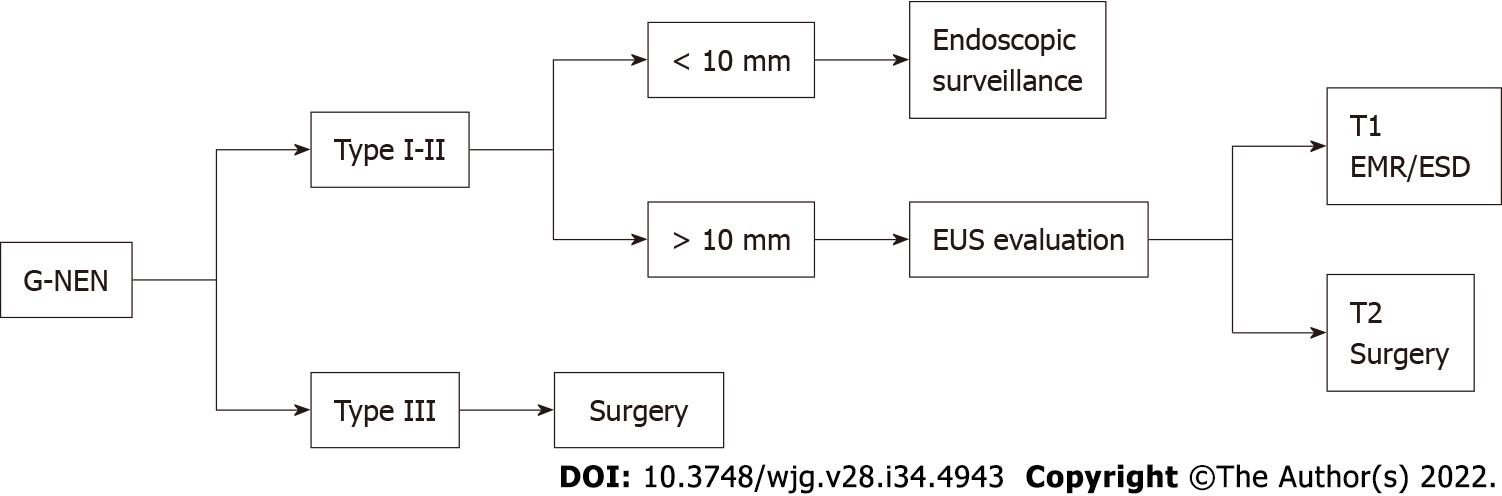 G-NEN
Type I-II
< 10 mm
Endoscopic
surveillance
> 10 mm
EUS evaluation
T1
EMR/ESD
T2
Surgery
Type III
Surgery
DOI: 10.3748/wjg.v28.i34.4943 Copyright ©The Author(s) 2022.